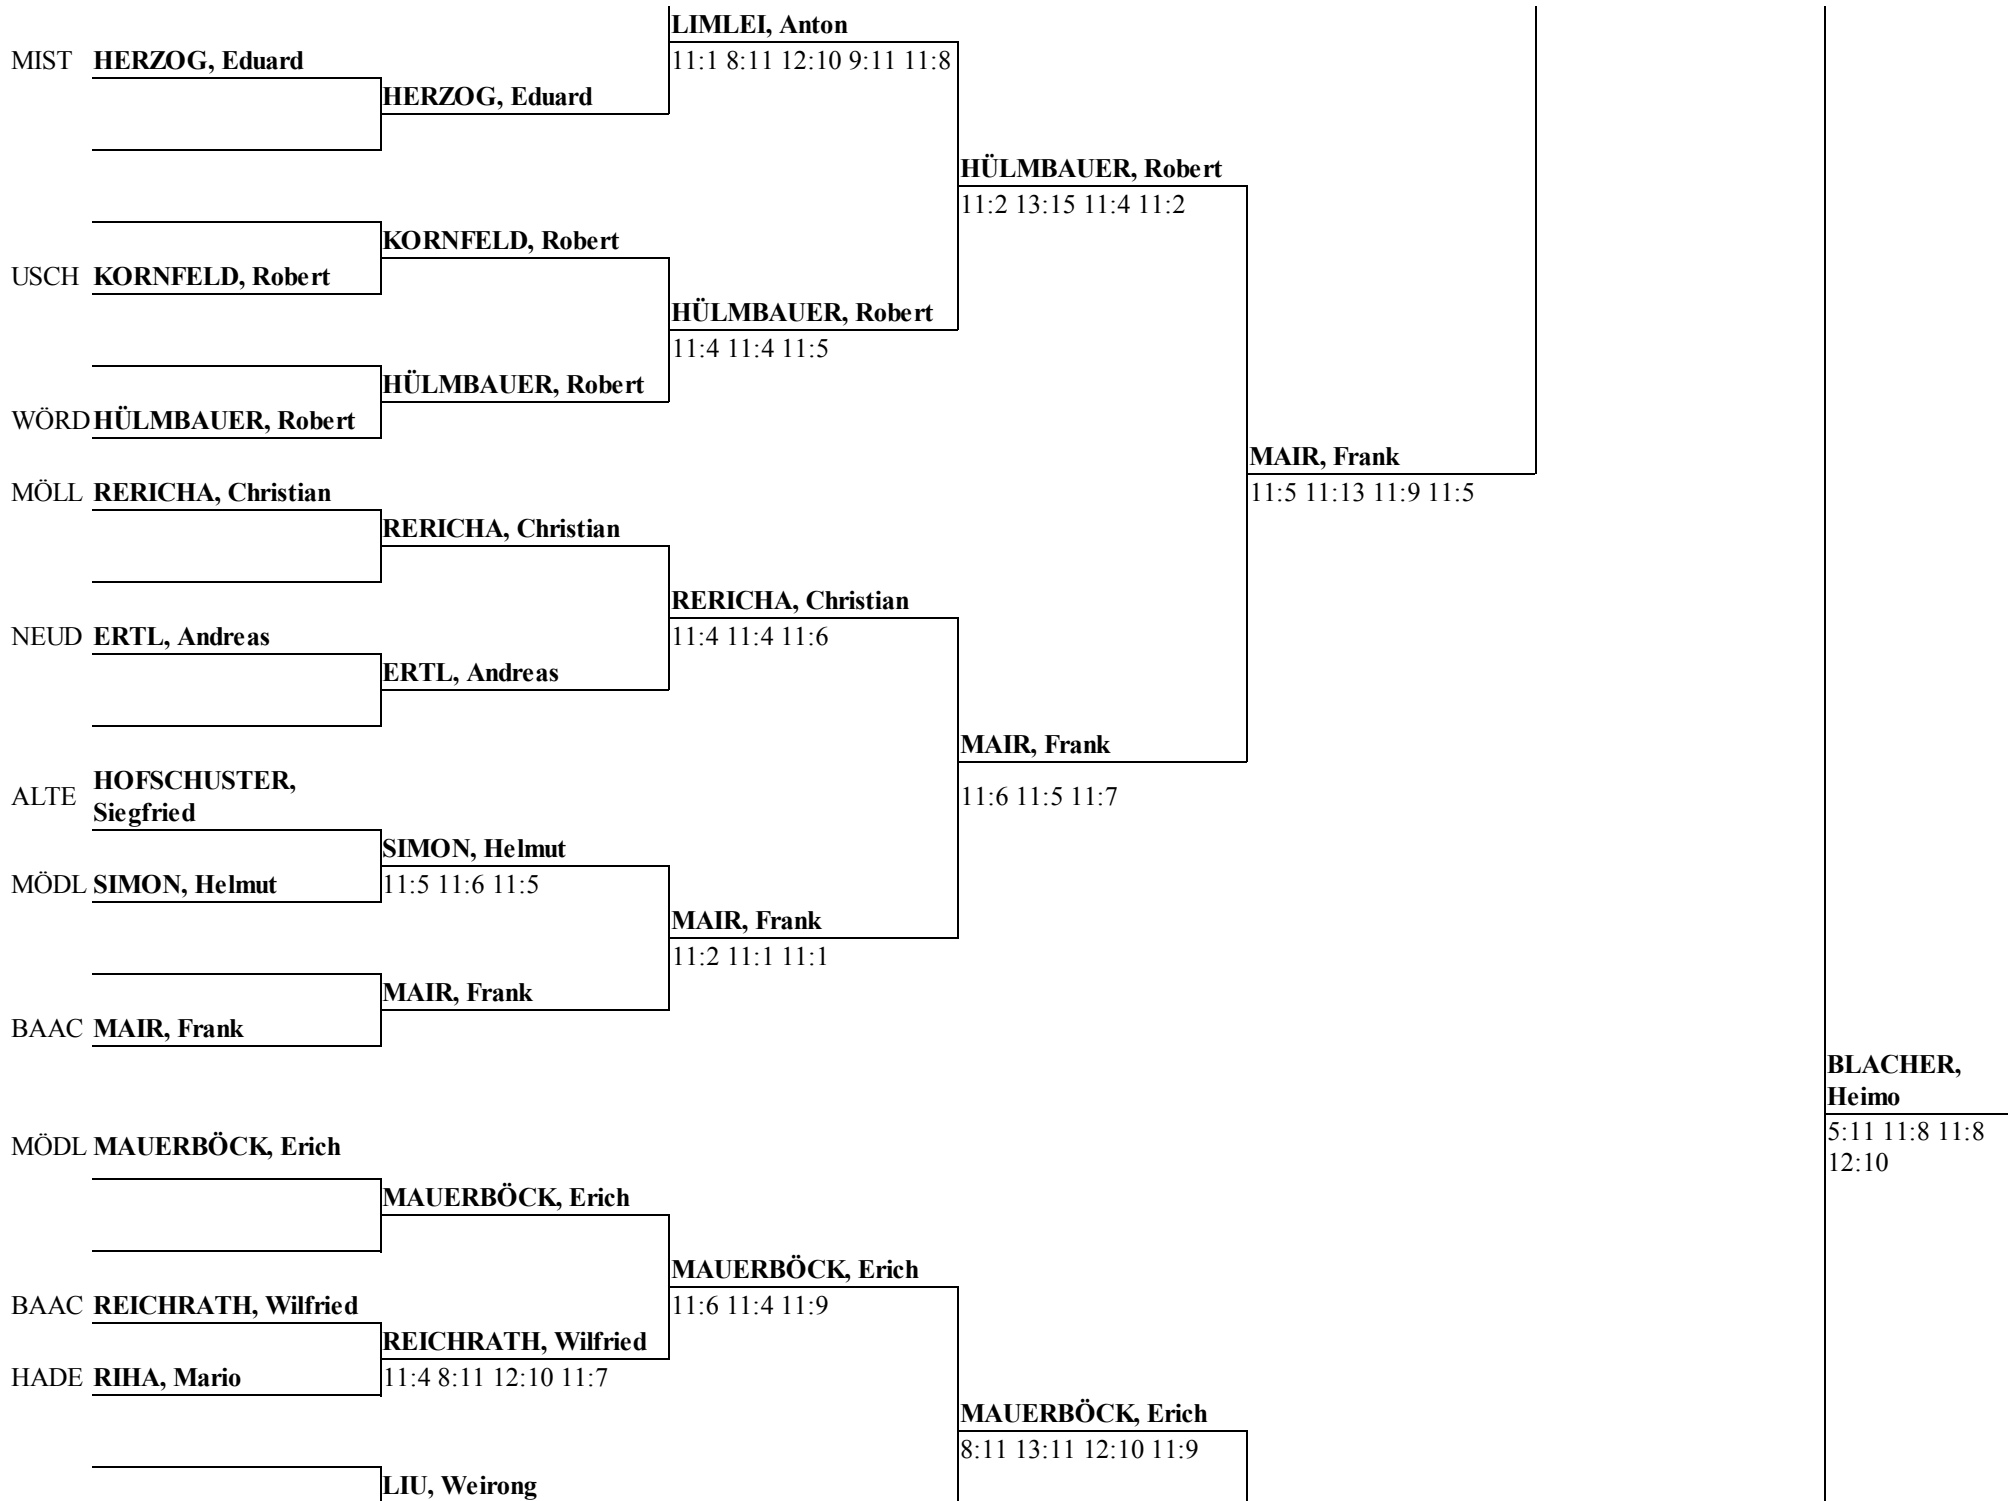 LIMLEI, Anton
MIST HERZOG, Eduard
11:1 8:11 12:10 9:11 11:8
HERZOG, Eduard
HÜLMBAUER, Robert
11:2 13:15 11:4 11:2
KORNFELD, Robert
USCH KORNFELD, Robert
HÜLMBAUER, Robert
11:4 11:4 11:5
HÜLMBAUER, Robert
WÖRD HÜLMBAUER, Robert
MAIR, Frank
MÖLL RERICHA, Christian
11:5 11:13 11:9 11:5
RERICHA, Christian
RERICHA, Christian
NEUD ERTL, Andreas
11:4 11:4 11:6
ERTL, Andreas
MAIR, Frank
ALTE HOFSCHUSTER,
Siegfried
11:6 11:5 11:7
SIMON, Helmut
MÖDL SIMON, Helmut
11:5 11:6 11:5
MAIR, Frank
11:2 11:1 11:1
MAIR, Frank
BAAC MAIR, Frank
BLACHER,
Heimo
5:11 11:8 11:8
12:10
MÖDL MAUERBÖCK, Erich
MAUERBÖCK, Erich
MAUERBÖCK, Erich
BAAC REICHRATH, Wilfried
11:6 11:4 11:9
REICHRATH, Wilfried
HADE RIHA, Mario
11:4 8:11 12:10 11:7
MAUERBÖCK, Erich
8:11 13:11 12:10 11:9
LIU, Weirong